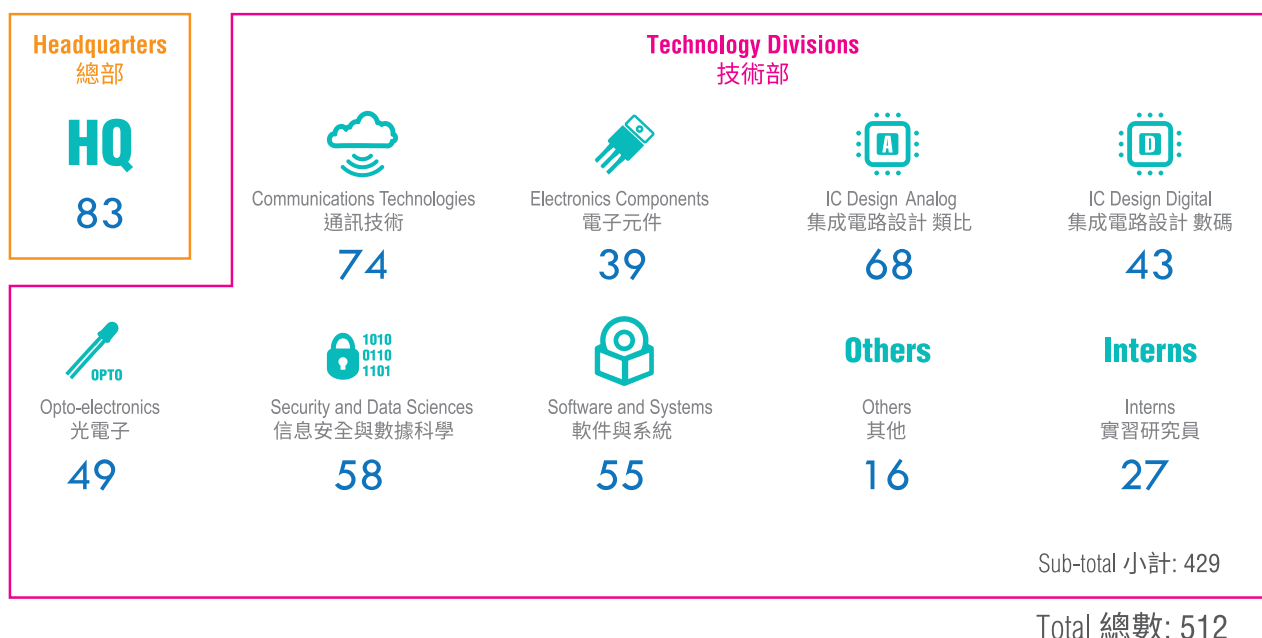 Headquarters
總部
HQ
83
Technology Divisions
技術部
Communications Technologies
通訊技術
74
Electronics Components
電子元件
39
A
IC Design Analog
集成電路設計 類比
68
D
IC Design Digital
集成電路設計 數碼
43
OPTO
Opto-electronics
光電子
49
1010
0110
1101
Security and Data Sciences
信息安全與數據科學
58
Software and Systems
軟件與系統
55
Others
Others
其他
16
Interns
Interns
實習研究員
27
Sub-total 小計: 429
Total 總數: 512